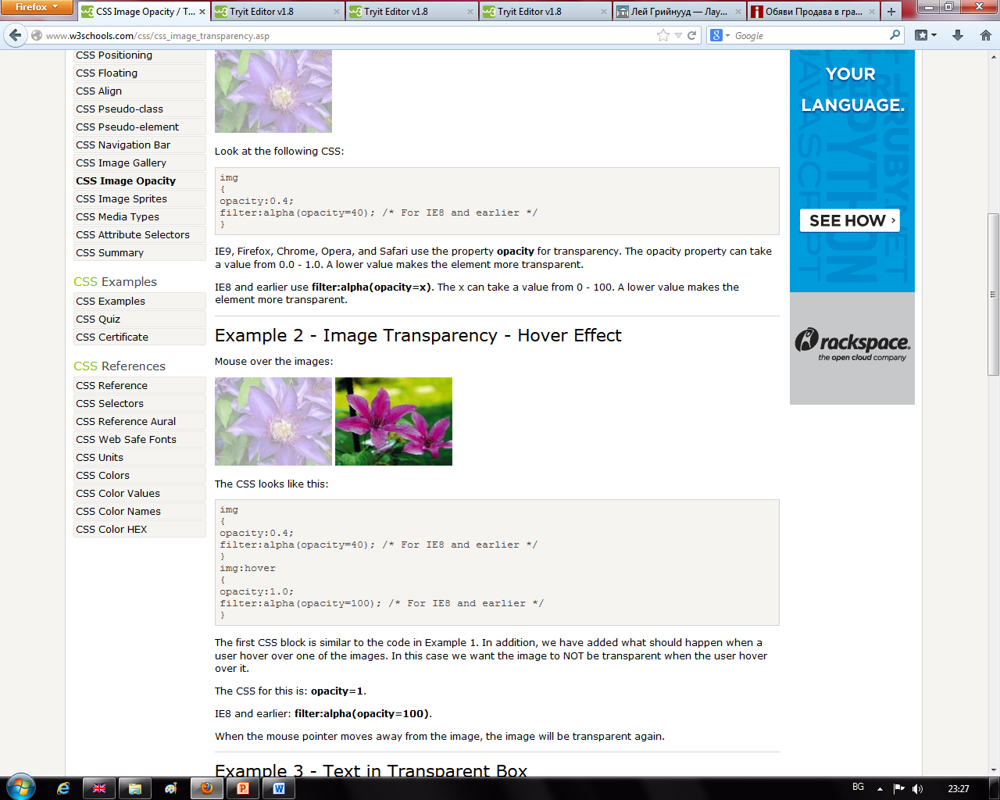 Firefox
CSS Image Opacity / T...
Tryit Editor v1.8
Tryit Editor v1.8
Tryit Editor v1.8
Лей Грийнууд — Лау...
Обяви Продава в гра...
www.w3schools.com/css/css_image_transparency.asp
Google
CSS Positioning
CSS Floating
CSS Align
CSS Pseudo-class
CSS Pseudo-element
CSS Navigation Bar
CSS Image Gallery
CSS Image Opacity
CSS Image Sprites
CSS Media Types
CSS Attribute Selectors
CSS Summary
CSS Examples
CSS Examples
CSS Quiz
CSS Certificate
CSS References
CSS Reference
CSS Selectors
CSS Reference Aural
CSS Web Safe Fonts
CSS Units
CSS Colors
CSS Color Values
CSS Color Names
CSS Color HEX
Look at the following CSS:
img
{
opacity:0.4;
filter:alpha(opacity=40); /* For IE8 and earlier */
}
IE9, Firefox, Chrome, Opera, and Safari use the property opacity for transparency. The opacity property can take
a value from 0.0 - 1.0. A lower value makes the element more transparent.
IE8 and earlier use filter:alpha(opacity=x). The x can take a value from 0 - 100. A lower value makes the
element more transparent.
Example 2 - Image Transparency - Hover Effect
Mouse over the images:
The CSS looks like this:
img
{
opacity:0.4;
filter:alpha(opacity=40); /* For IE8 and earlier */
}
img:hover
{
opacity:1.0;
filter:alpha(opacity=100); /* For IE8 and earlier */
}
The first CSS block is similar to the code in Example 1. In addition, we have added what should happen when a
user hover over one of the images. In this case we want the image to NOT be transparent when the user hover
over it.
The CSS for this is: opacity=1.
IE8 and earlier: filter:alpha(opacity=100).
When the mouse pointer moves away from the image, the image will be transparent again.
Example 3 - Text in Transparent Box
YOUR
LANGUAGE.
JAVASCRIPT
PYTHON
RUBY
.NET
SEE HOW ›
rackspace.
the open cloud company
BG
23:27